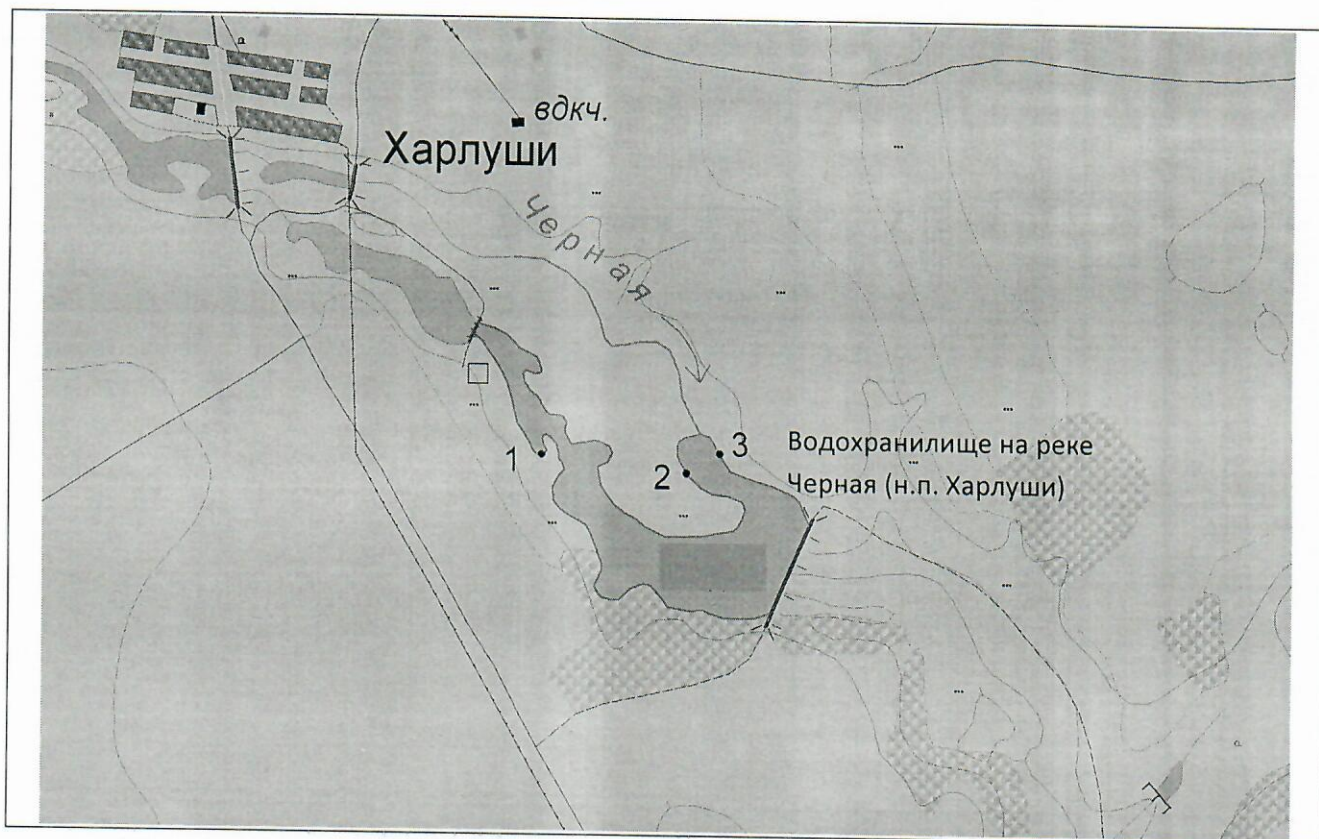 вдкч.
Харлуши
Черная
1
2
3
Водохранилище на реке
Черная (н.п. Харлуши)